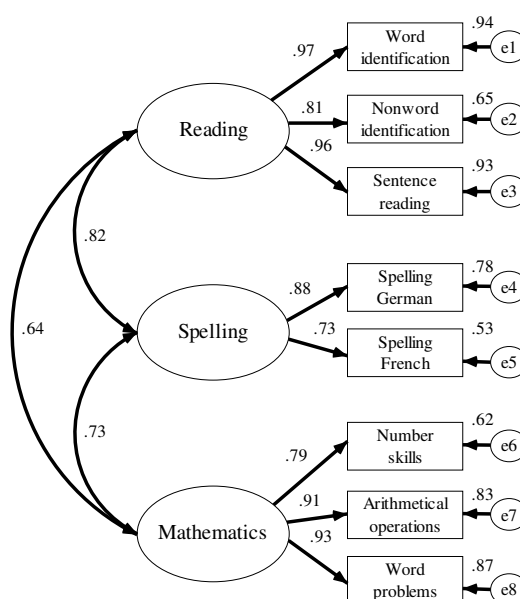 .94
Word
identification
e1
.97
.65
Nonword
identification
e2
.81
Reading
.96
.93
Sentence
reading
e3
.82
.78
Spelling
German
e4
.88
.64
Spelling
.73
.53
Spelling
French
e5
.73
.62
Number
skills
e6
.79
.83
Arithmetical
operations
e7
.91
Mathematics
.93
.87
Word
problems
e8